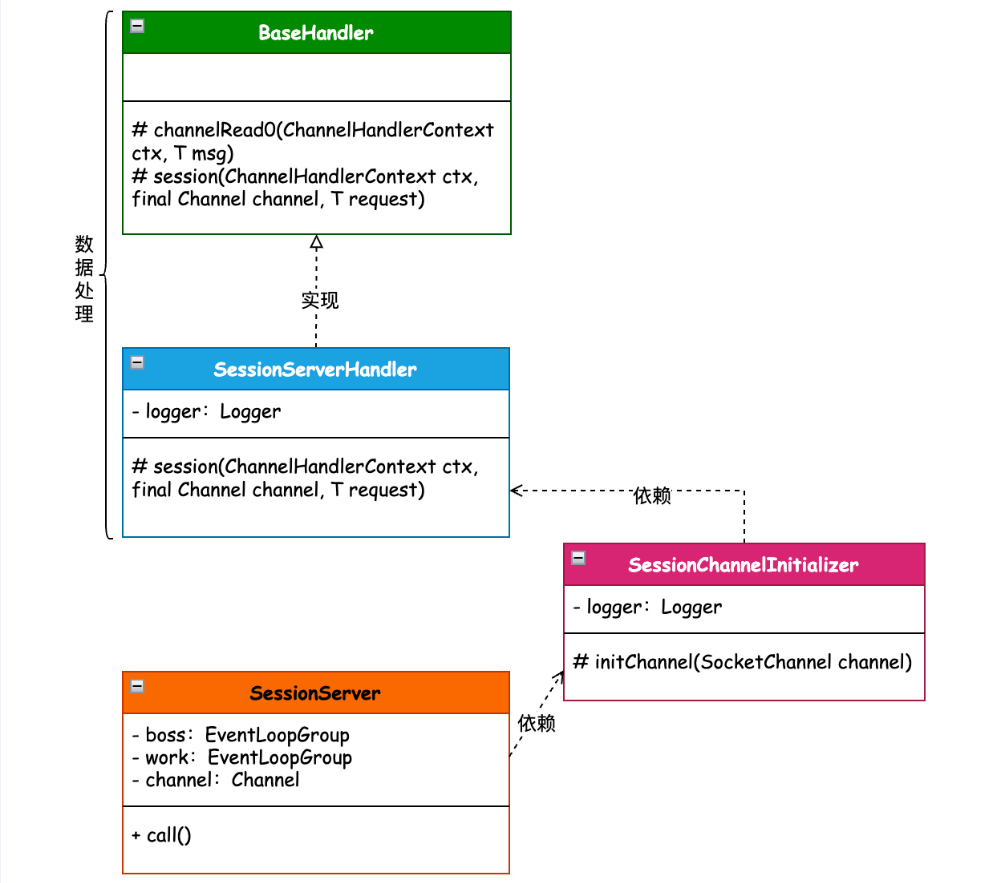 BaseHandler
# channelRead0(ChannelHandlerContext
ctx, T msg)
# session(ChannelHandlerContext ctx,
final Channel channel, T request)
数据处理
实现
SessionServerHandler
- logger：Logger
# session(ChannelHandlerContext ctx,
final Channel channel, T request)
依赖
SessionChannelInitializer
- logger：Logger
# initChannel(SocketChannel channel)
依赖
SessionServer
- boss：EventLoopGroup
- work：EventLoopGroup
- channel：Channel
+ call()